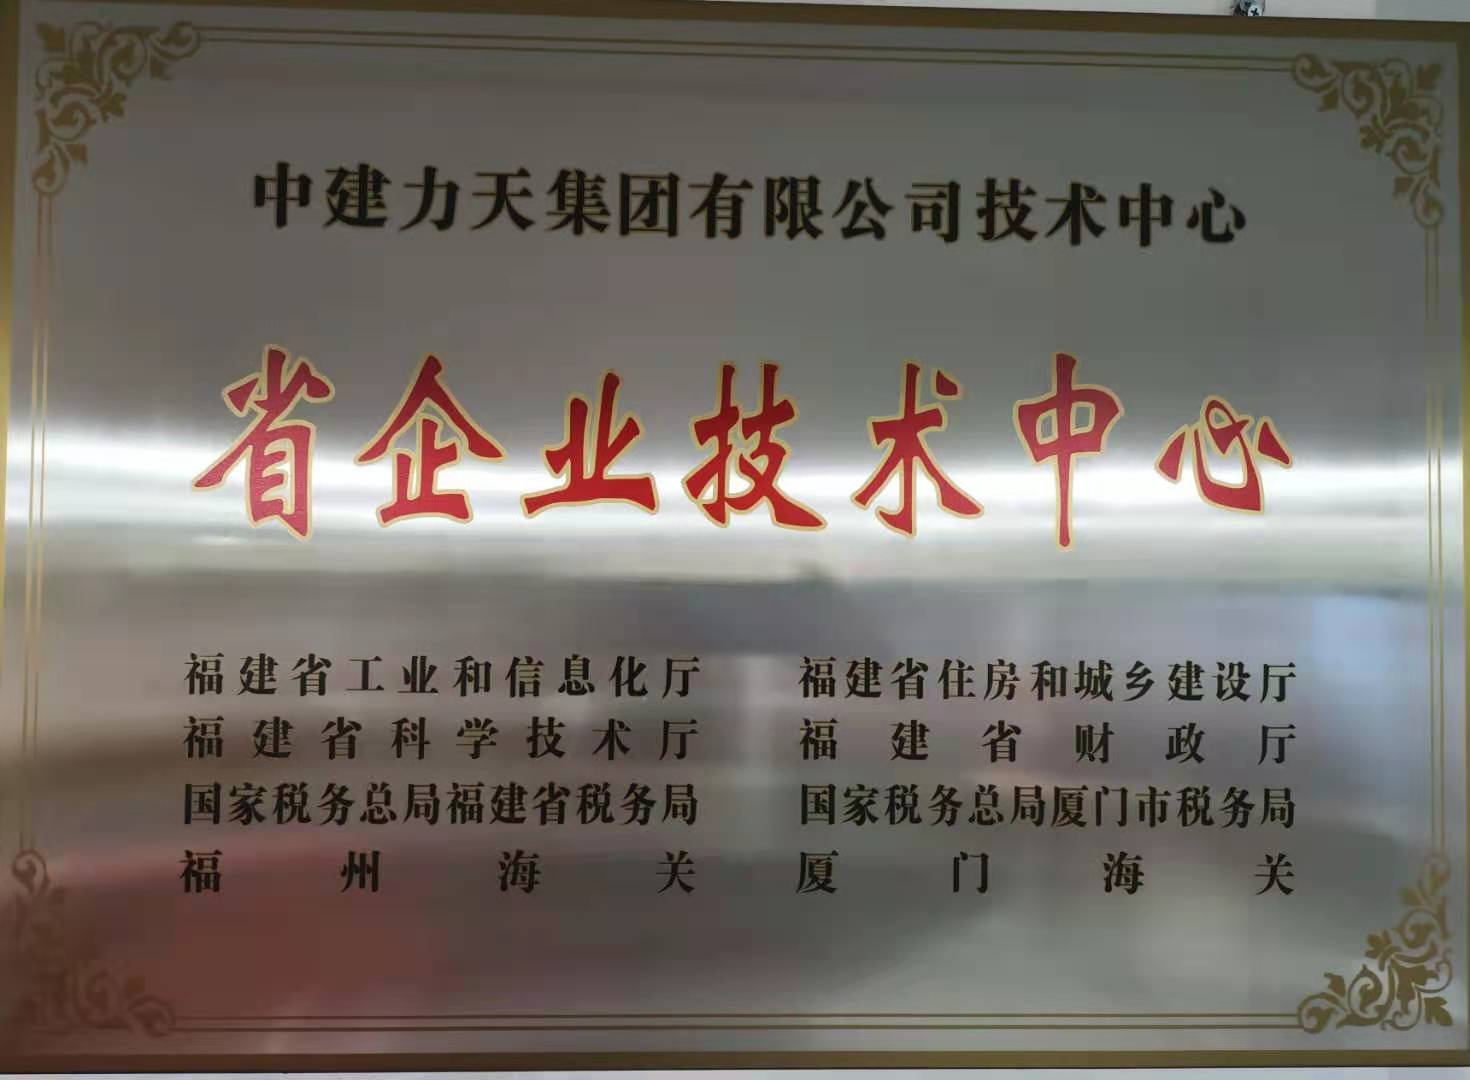 中建力天集团有限公司技术中心
省企业技术中心
福建省工业和信息化厅 福建省住房和城乡建设厅
福建省科学技术厅 福建省财政厅
国家税务总局福建省税务局 国家税务总局厦门市税务局
福州海关 厦门海关